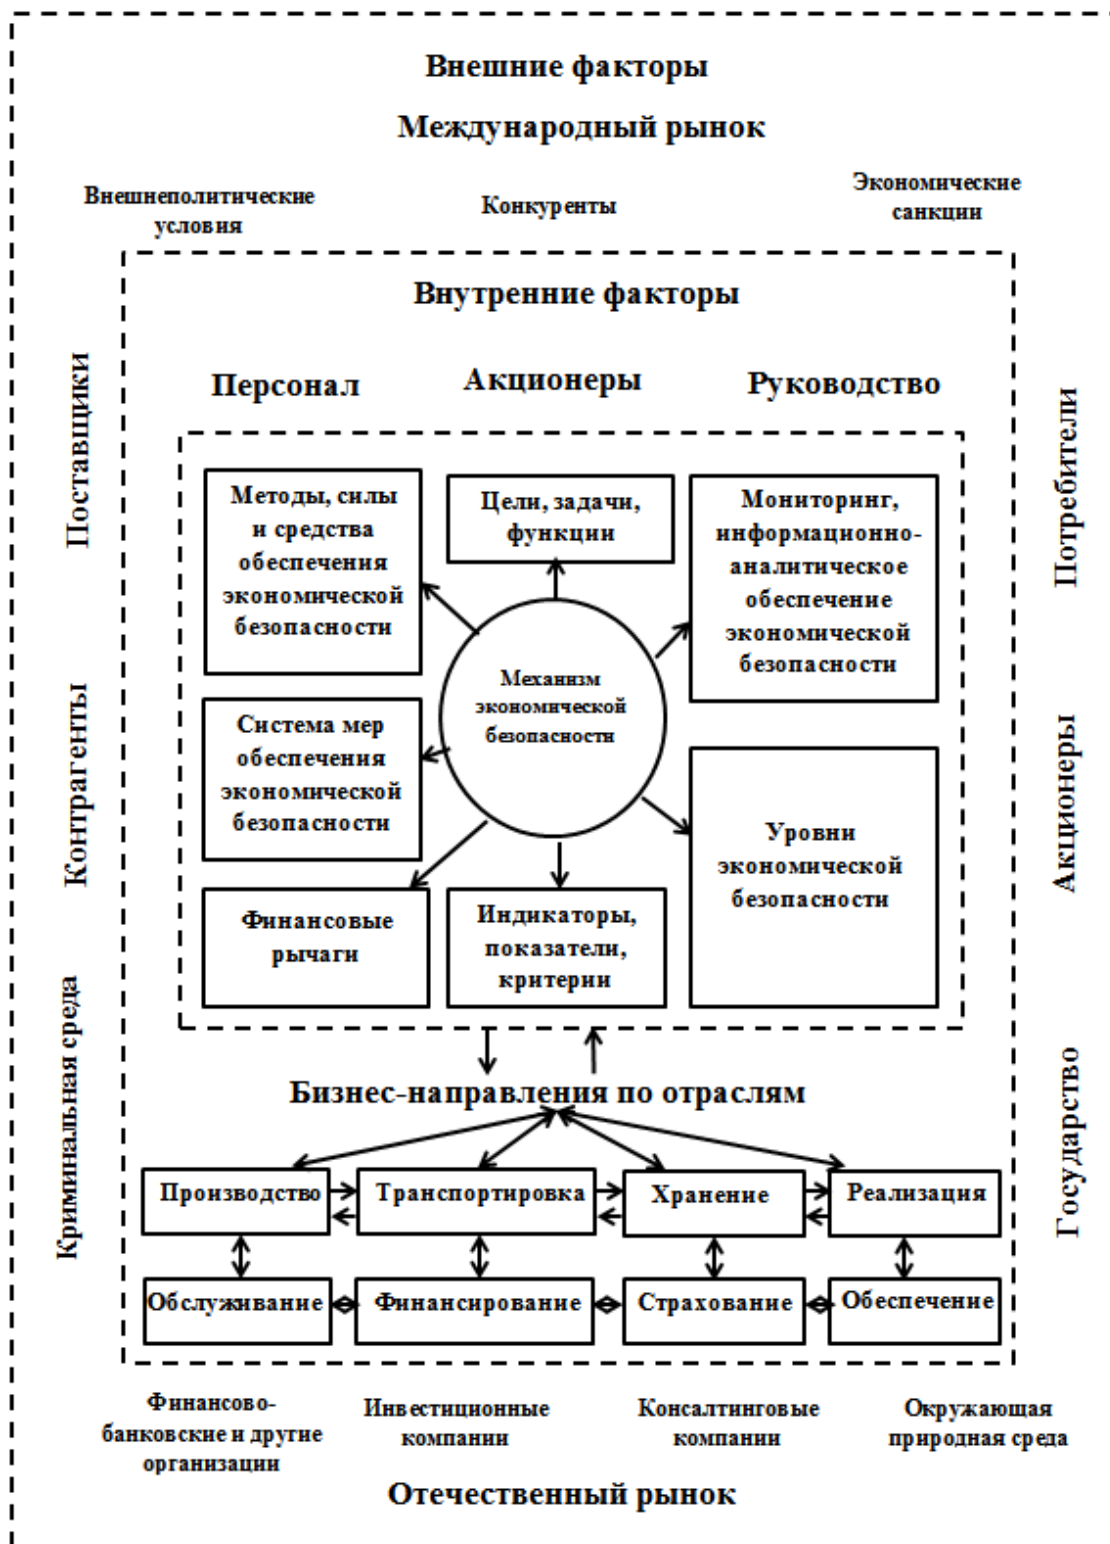 Внешние факторы
Международный рынок
Внешнеполитические
условия
Конкуренты
Экономические
санкции
Внутренние факторы
Персонал
Акционеры
Руководство
Поставщики
Контрагенты
Криминальная среда
Потребители
Акционеры
Государство
Методы, силы
и средства
обеспечения
экономической
безопасности
Цели, задачи,
функции
Мониторинг,
информационно-
аналитическое
обеспечение
экономической
безопасности
Механизм
экономической
безопасности
Система мер
обеспечения
экономической
безопасности
Уровни
экономической
безопасности
Финансовые
рычаги
Индикаторы,
показатели,
критерии
Бизнес-направления по отраслям
Производство
Транспортировка
Хранение
Реализация
Обслуживание
Финансирование
Страхование
Обеспечение
Финансово-
банковские и другие
организации
Инвестиционные
компании
Консалтинговые
компании
Окружающая
природная среда
Отечественный рынок